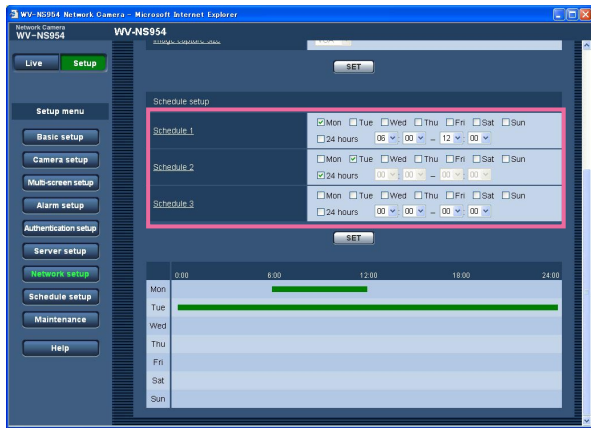 WV-NS954 Network Camera - Microsoft Internet Explorer
Network Camera
WV-NS954
WV-NS954
Image capture size
VGA
Live
Setup
SET
Schedule setup
Setup menu
Schedule 1
Mon Tue Wed Thu Fri Sat Sun
24 hours 06 : 00 - 12 : 00
Basic setup
Camera setup
Schedule 2
Mon Tue Wed Thu Fri Sat Sun
24 hours 00 : 00 - 00 : 00
Multi-screen setup
Alarm setup
Schedule 3
Mon Tue Wed Thu Fri Sat Sun
24 hours 00 : 00 - 00 : 00
Authentication setup
SET
Server setup
Network setup
0:00 6:00 12:00 18:00 24:00
Mon
Schedule setup
Tue
Maintenance
Wed
Thu
Help
Fri
Sat
Sun